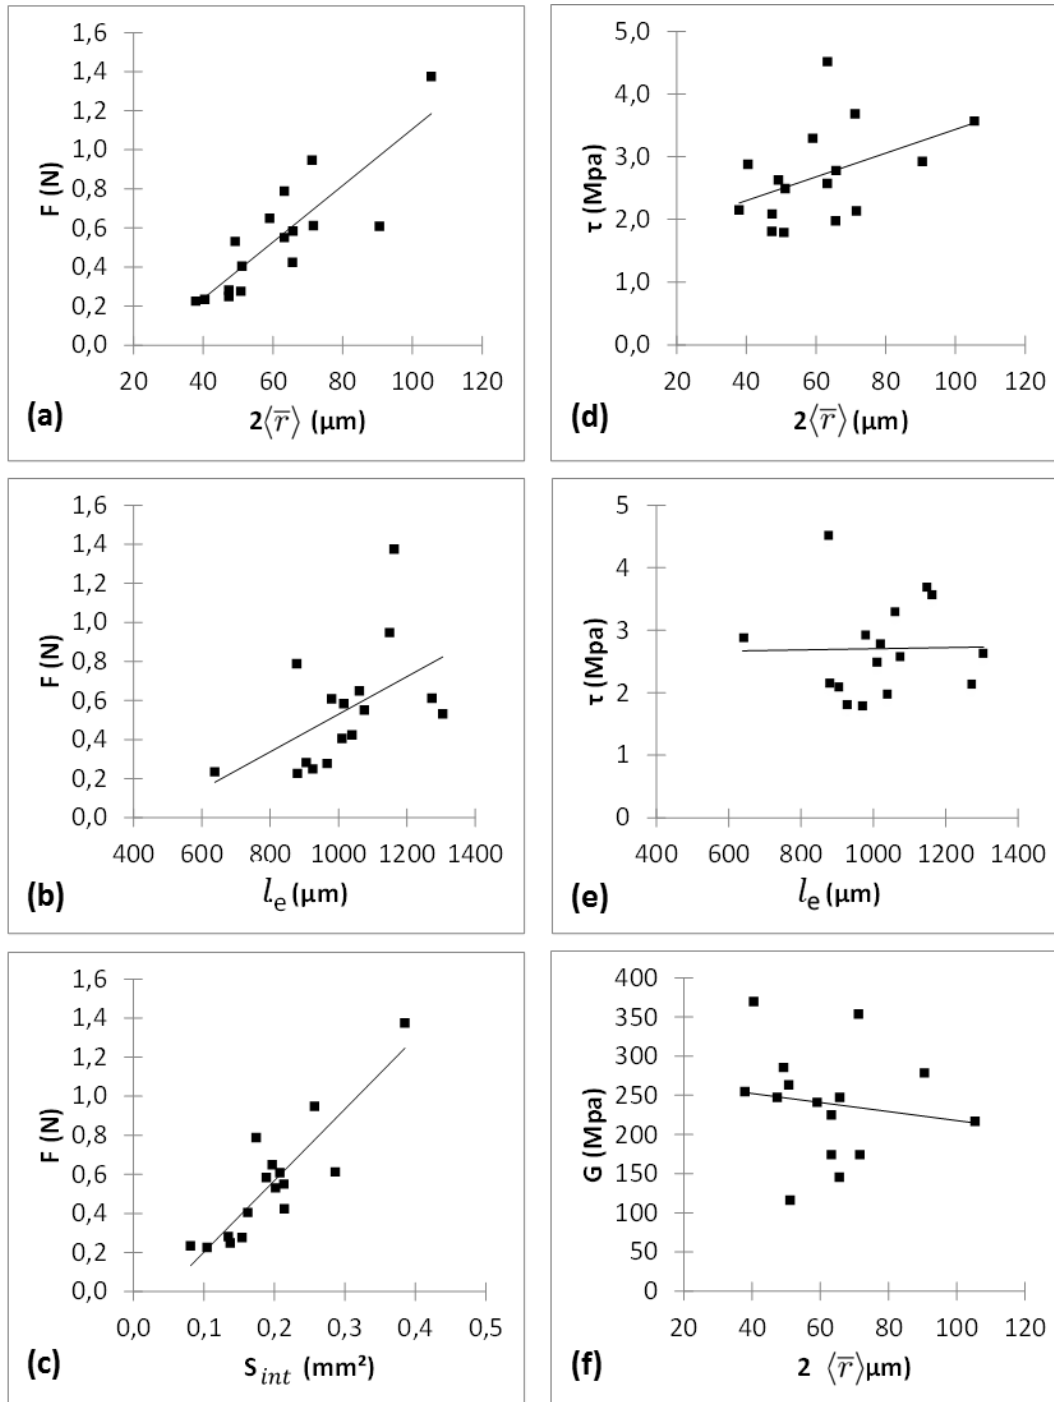 1,6
1,4
1,2
1,0
0,8
0,6
0,4
0,2
0,0
F (N)
20 40 60 80 100 120
(a)
2⟨r̅⟩ (µm)
5,0
4,0
3,0
2,0
1,0
0,0
τ (Mpa)
20 40 60 80 100 120
(d)
2⟨r̅⟩(µm)
1,6
1,4
1,2
1,0
0,8
0,6
0,4
0,2
0,0
F (N)
400 600 800 1000 1200 1400
(b)
lₑ(µm)
5
4
3
2
1
0
τ (Mpa)
400 600 800 1000 1200 1400
(e)
lₑ(µm)
1,6
1,4
1,2
1,0
0,8
0,6
0,4
0,2
0,0
F (N)
0,0 0,1 0,2 0,3 0,4 0,5
(c)
S_int (mm²)
400
350
300
250
200
150
100
50
0
G (Mpa)
20 40 60 80 100 120
(f)
2 ⟨r̅⟩µm)